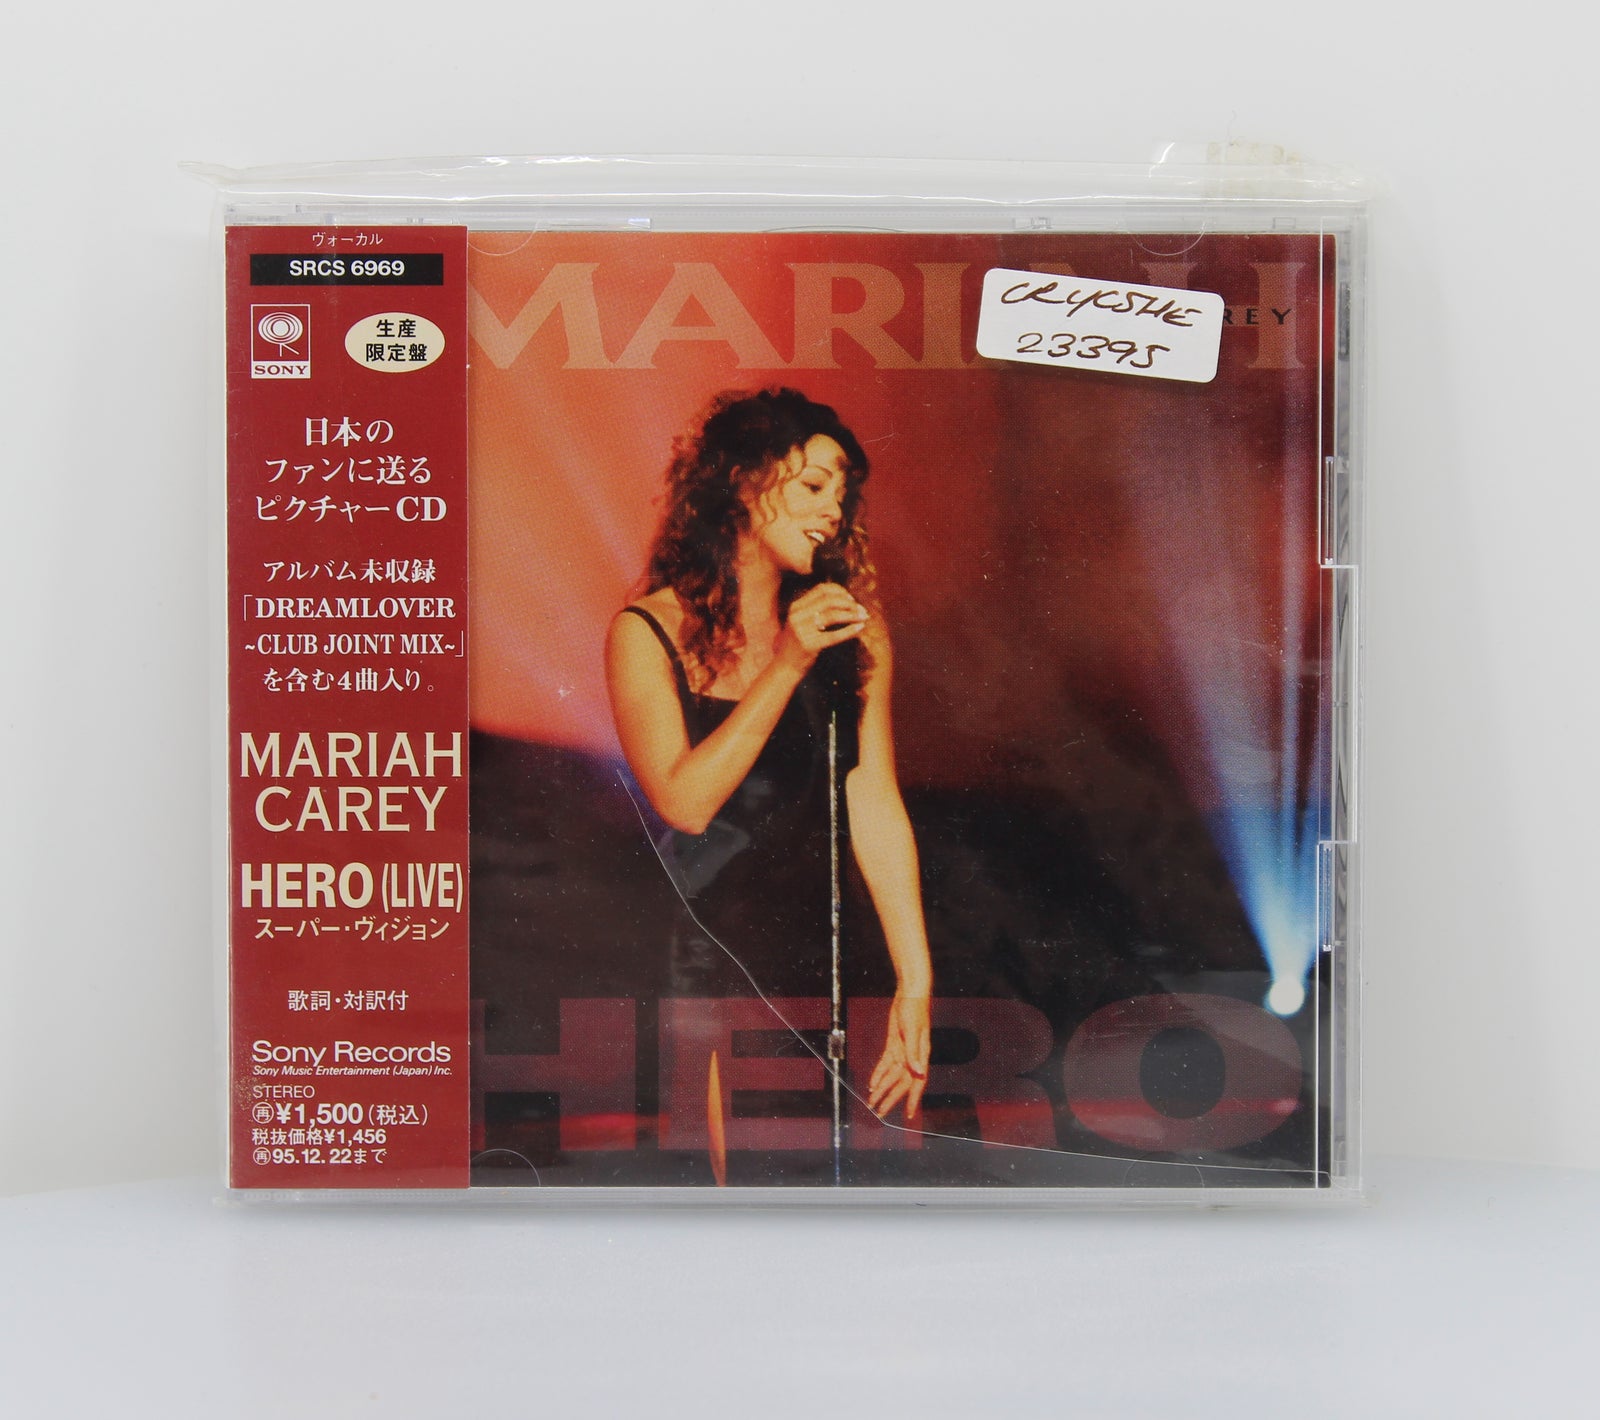 ヴォーカル
SRCS 6969
SONY
生産
限定盤
日本の
ファンに送る
ピクチャーCD
アルバム未収録
「DREAMLOVER
~CLUB JOINT MIX~」
を含む4曲入り。
MARIAH
CAREY
HERO (LIVE)
スーパー・ヴィジョン
歌詞・対訳付
Sony Records
Sony Music Entertainment (Japan) Inc.
STEREO
再¥1,500(税込)
税抜価格¥1,456
再95.12.22まで
MARIAH
REY
23395
HERO